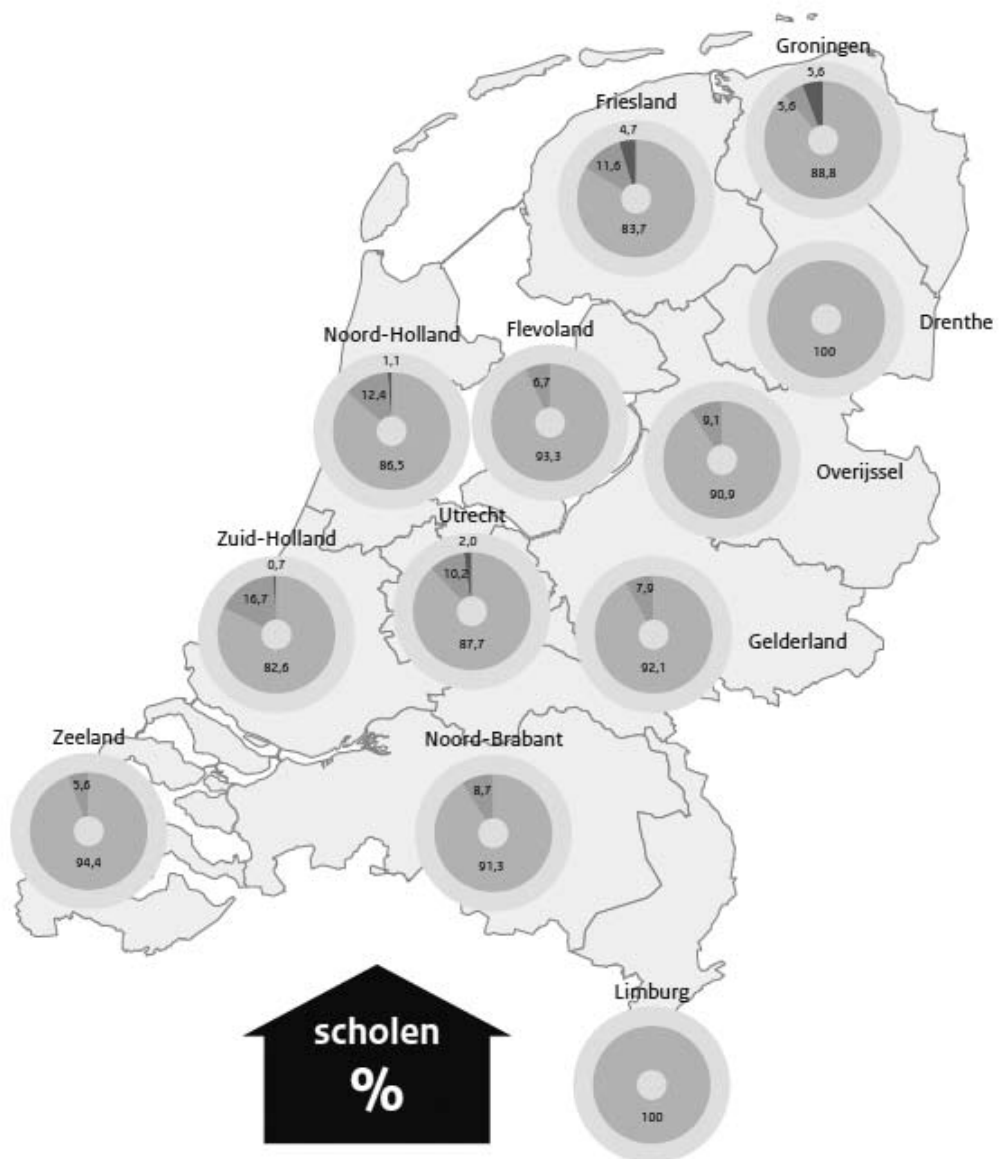 Groningen
5,6
5,6
88,8
Friesland
4,7
11,6
83,7
Drenthe
100
Noord-Holland
1,1
12,4
86,5
Flevoland
6,7
93,3
Overijssel
9,1
90,9
Utrecht
2,0
10,2
87,7
Zuid-Holland
0,7
16,7
82,6
Gelderland
7,9
92,1
Zeeland
5,6
94,4
Noord-Brabant
8,7
91,3
Limburg
100
scholen
%